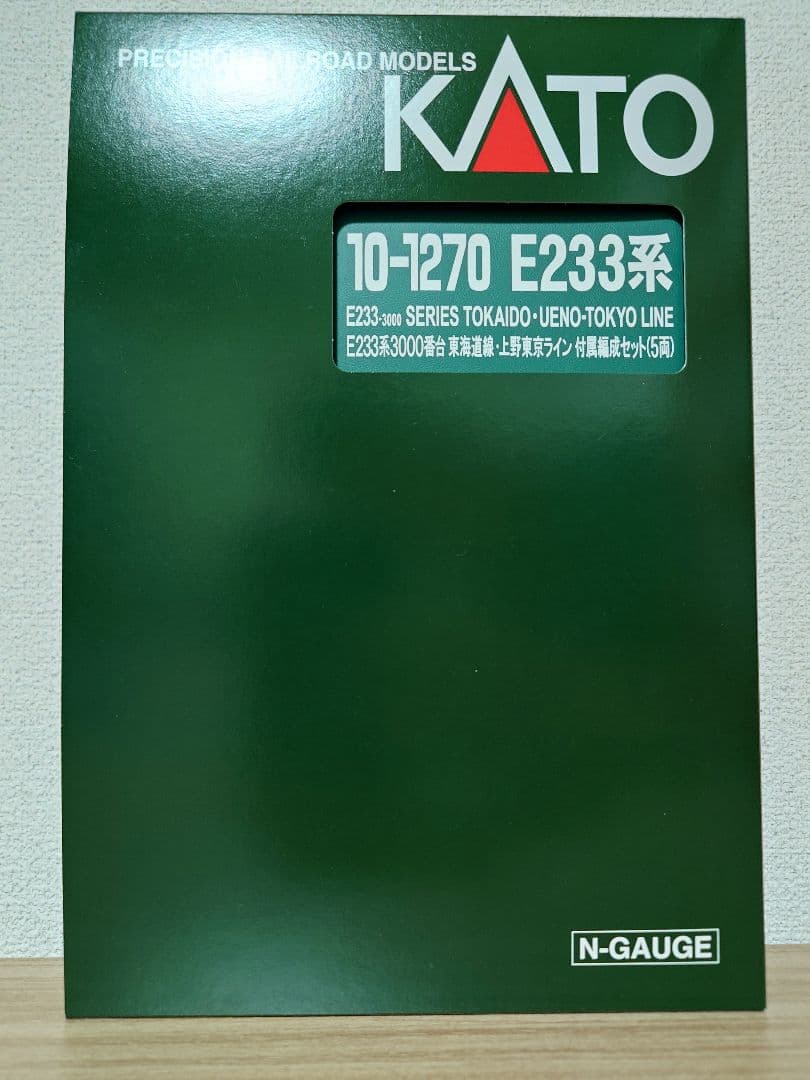 PRECISION RAILROAD MODELS
KATO
10-1270 E233系
E233-3000 SERIES TOKAIDO・UENO-TOKYO LINE
E233系3000番台 東海道線・上野東京ライン 付属編成セット(5両)
N-GAUGE